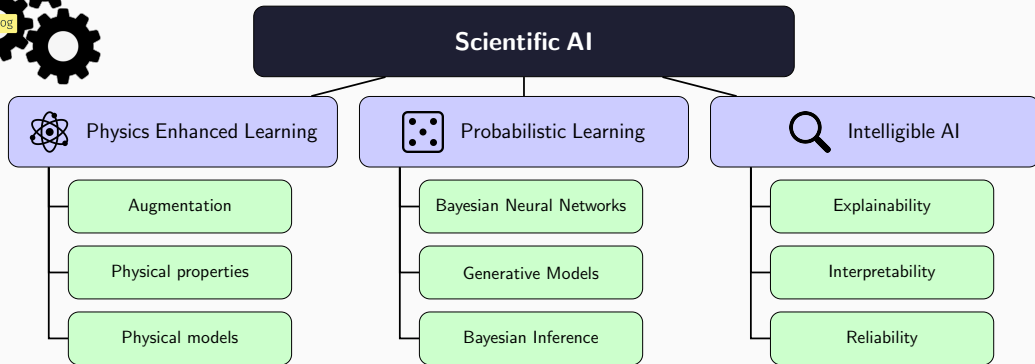 og
Scientific AI
Physics Enhanced Learning
Augmentation
Physical properties
Physical models
Probabilistic Learning
Bayesian Neural Networks
Generative Models
Bayesian Inference
Intelligible AI
Explainability
Interpretability
Reliability